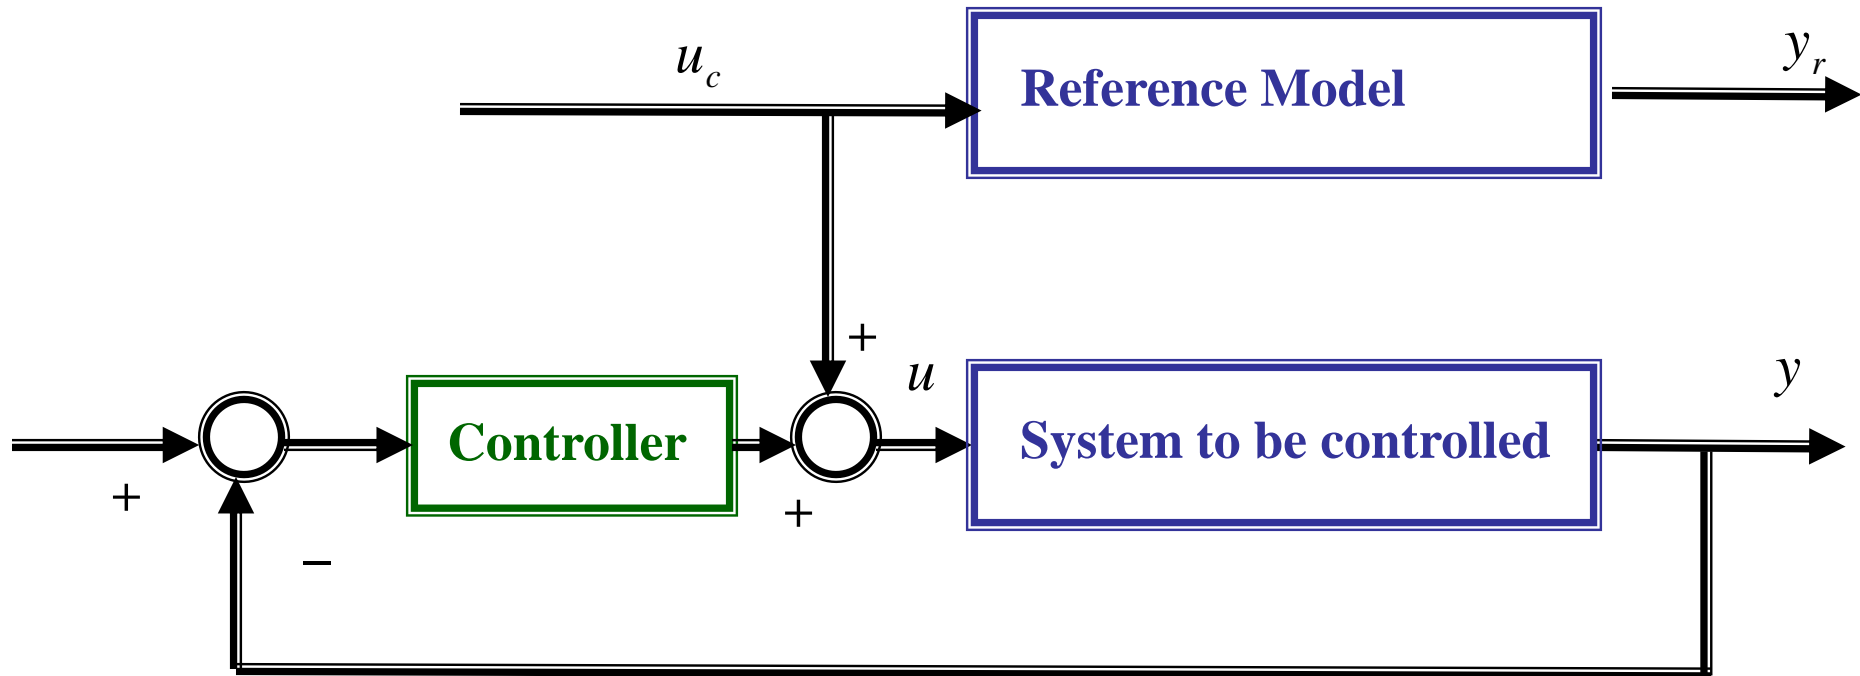 u_c
Reference Model
y_r
+
u
y
Controller
System to be controlled
+
+
−